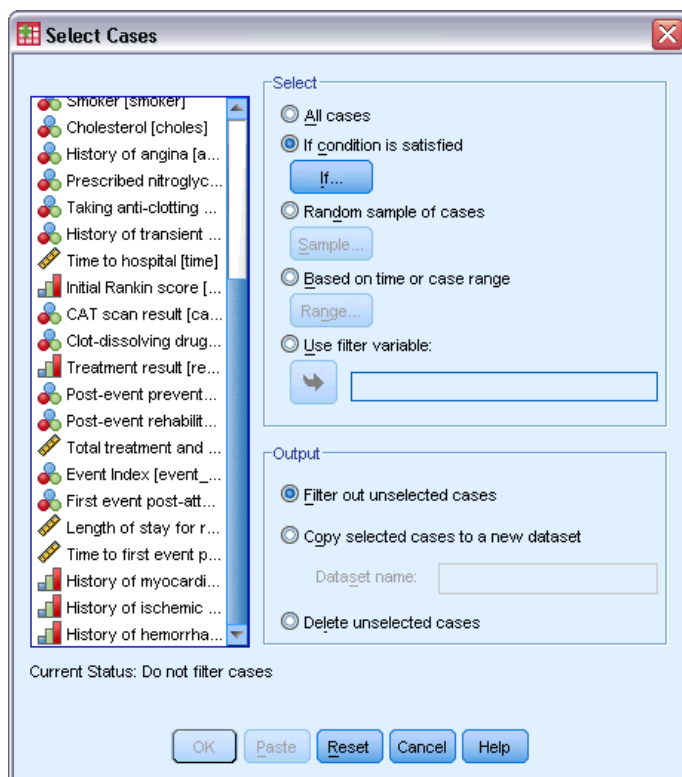 Select Cases
Smoker [smoker]
Cholesterol [choles]
History of angina [a...
Prescribed nitroglyc...
Taking anti-clotting ...
History of transient ...
Time to hospital [time]
Initial Rankin score [...
CAT scan result [ca...
Clot-dissolving drug...
Treatment result [re...
Post-event prevent...
Post-event rehabilit...
Total treatment and ...
Event Index [event_...
First event post-att...
Length of stay for r...
Time to first event p...
History of myocardi...
History of ischemic ...
History of hemorrha...
Select
All cases
If condition is satisfied
If...
Random sample of cases
Sample...
Based on time or case range
Range...
Use filter variable:
Output
Filter out unselected cases
Copy selected cases to a new dataset
Dataset name:
Delete unselected cases
Current Status: Do not filter cases
OK Paste Reset Cancel Help